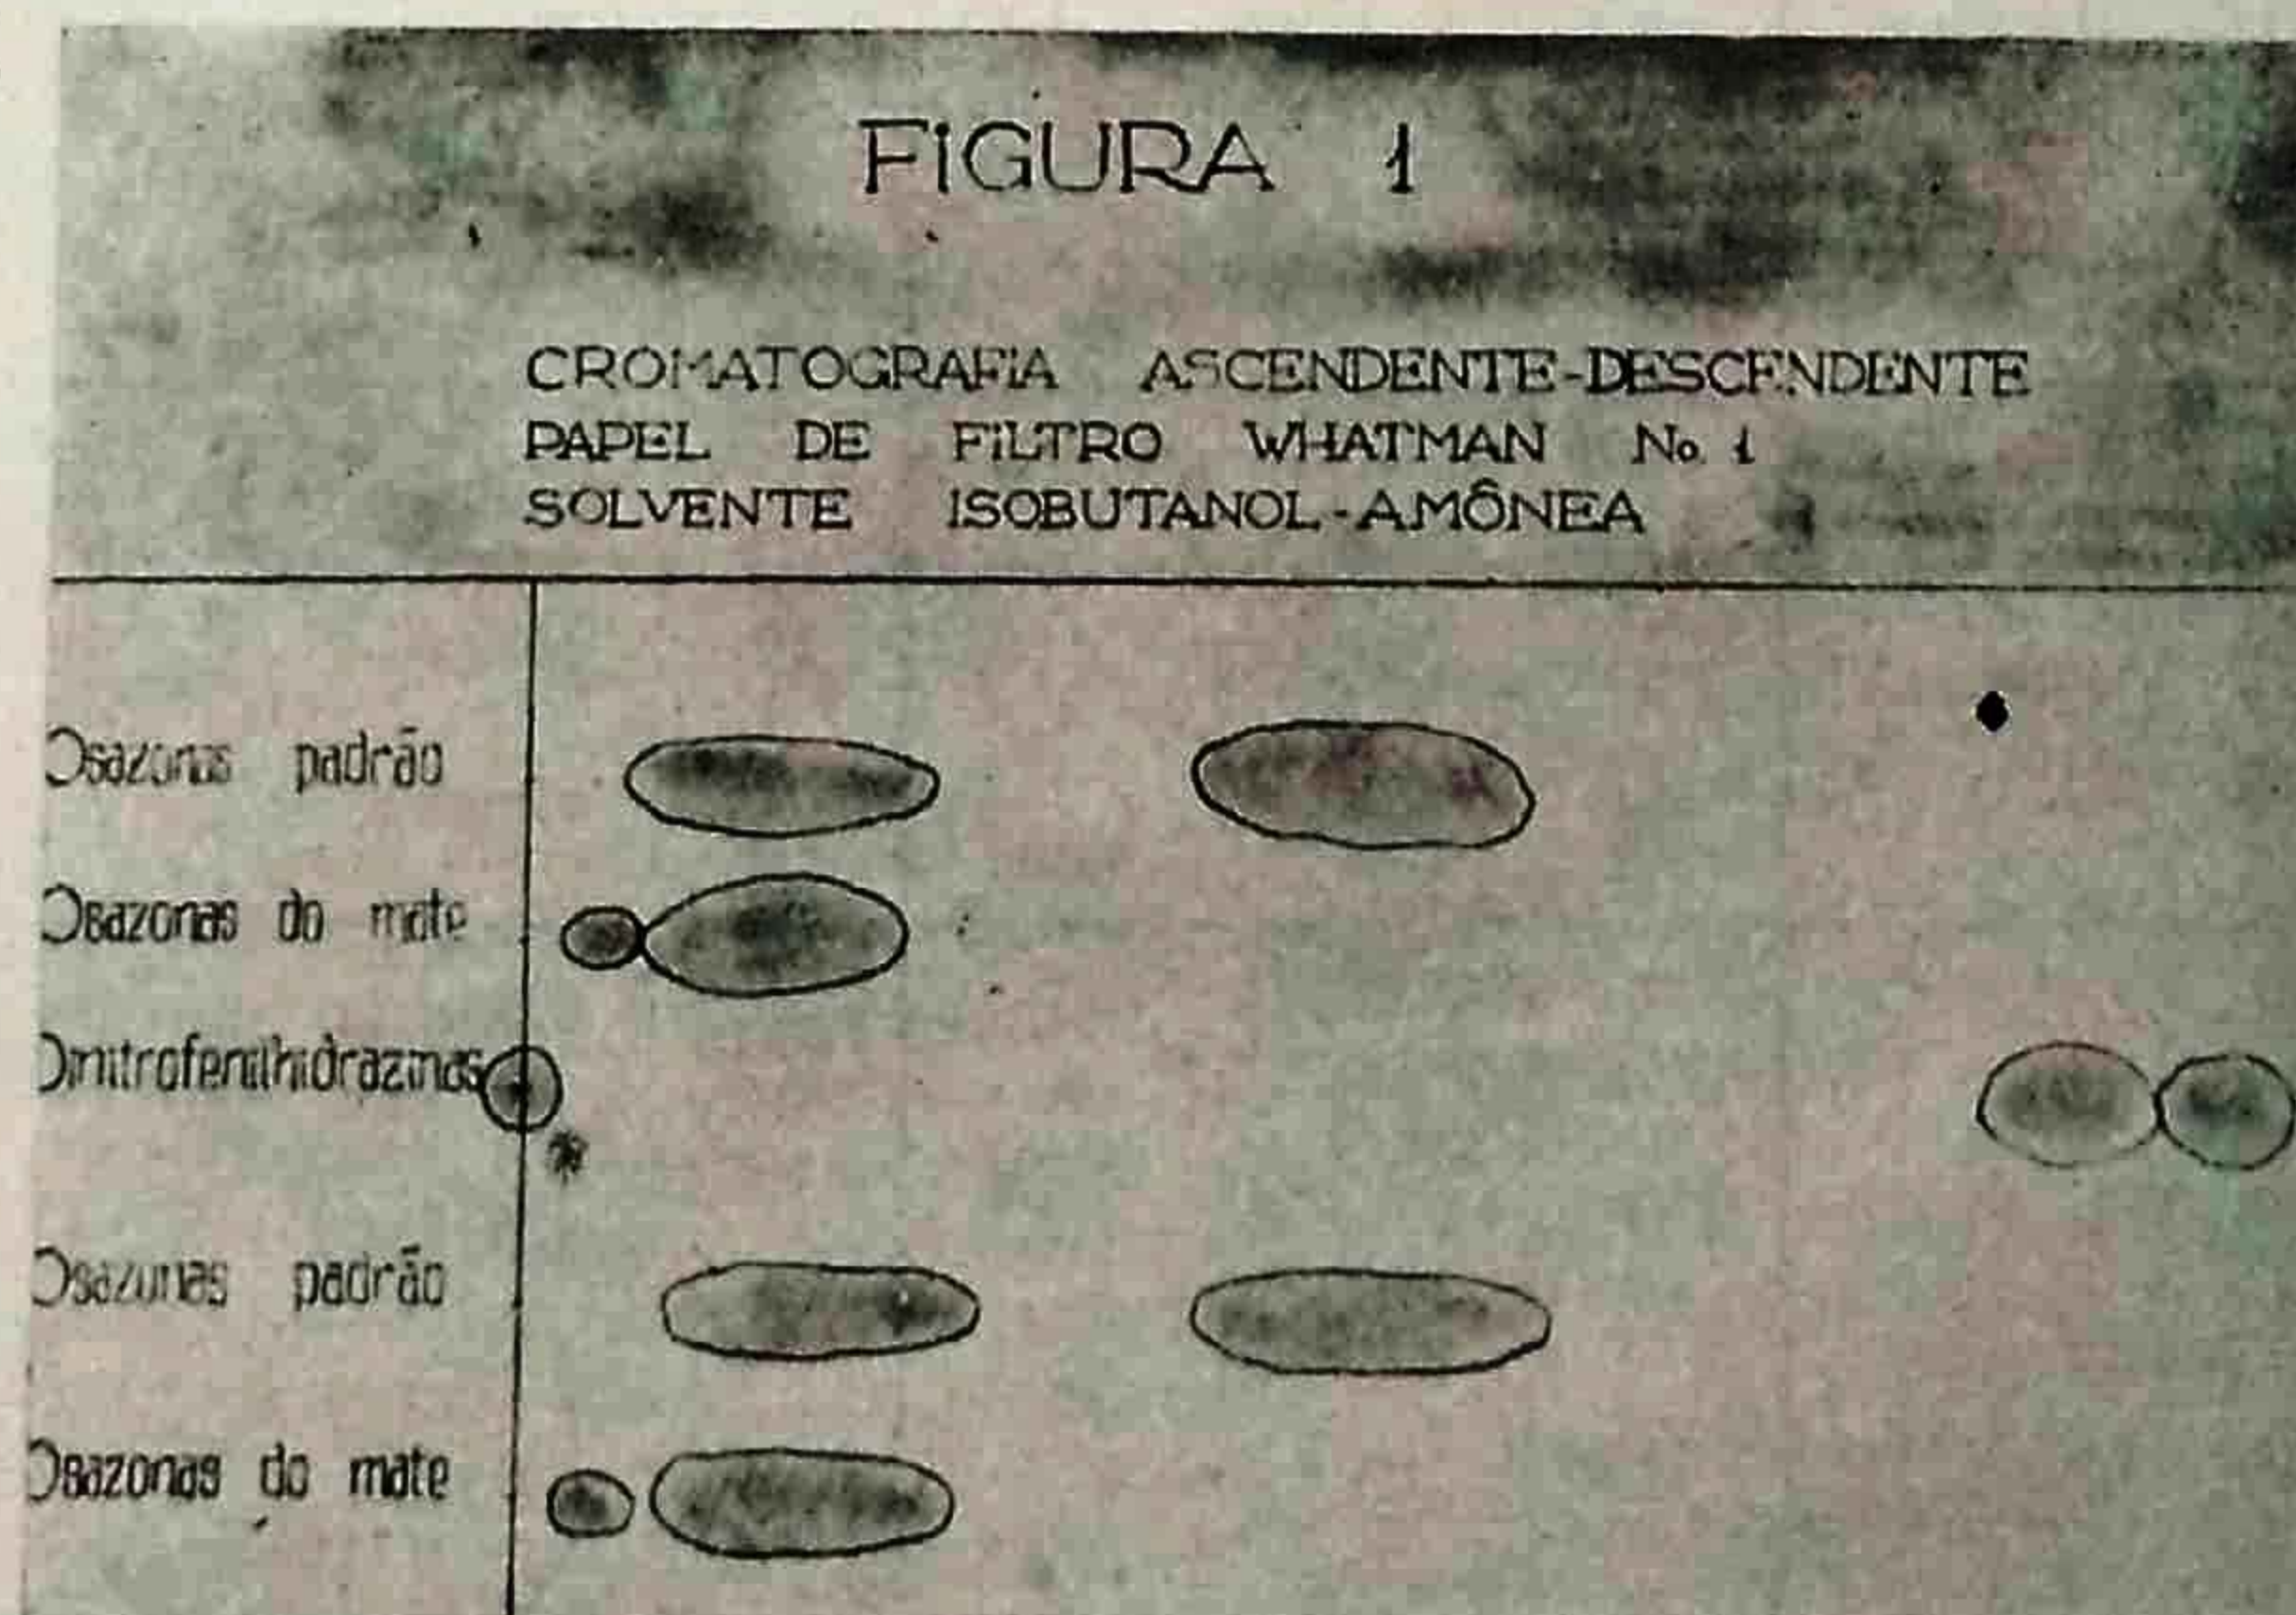 FIGURA 1
CROMATOGRAFIA ASCENDENTE-DESCENDENTE
PAPEL DE FILTRO WHATMAN No. 1
SOLVENTE ISOBUTANOL-AMÔNEA
Osazonas padrão
Osazonas do mate
Dinitrofenilhidrazinas
Osazonas padrão
Osazonas do mate